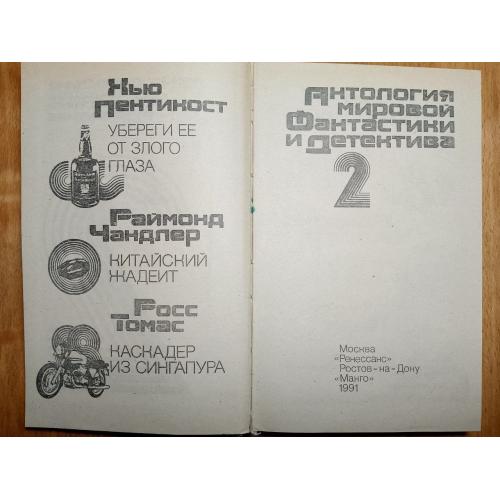 Хью
Пентикост
УБЕРЕГИ ЕЕ
ОТ ЗЛОГО
ГЛАЗА
Раймонд
Чандлер
КИТАЙСКИЙ
ЖАДЕИТ
Росс
Томас
КАСКАДЕР
ИЗ СИНГАПУРА
Антология
мировой
Фантастики
и Детектива
2
Москва
«Ренессанс»
Ростов-на-Дону
«Манго»
1991